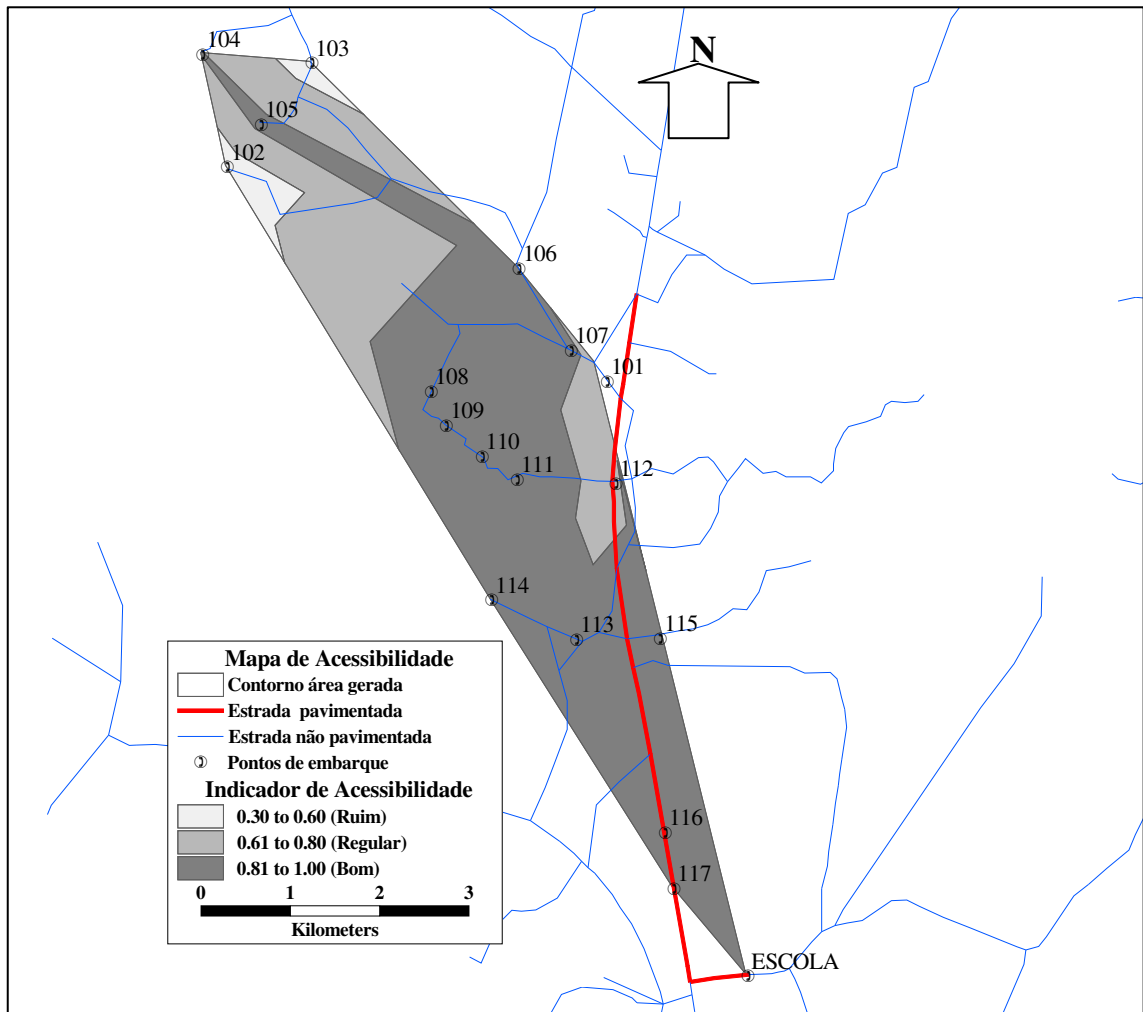 104
103
N
105
102
106
107
101
108
109
110
111
112
114
113
115
Mapa de Acessibilidade
Contorno área gerada
Estrada pavimentada
Estrada não pavimentada
Pontos de embarque
Indicador de Acessibilidade
0.30 to 0.60 (Ruim)
0.61 to 0.80 (Regular)
0.81 to 1.00 (Bom)
0 1 2 3
Kilometers
116
117
ESCOLA